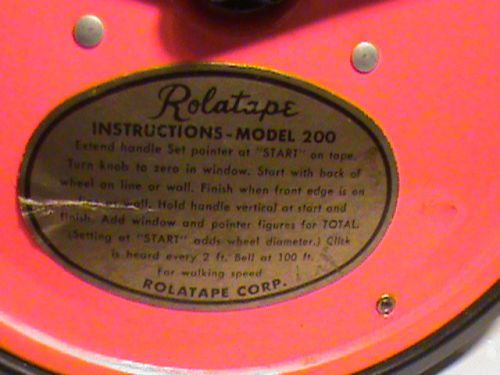 Rolatape
INSTRUCTIONS-MODEL 200
Extend handle Set pointer at "START" on tape.
Turn knob to zero in window. Start with back of
wheel on line or wall. Finish when front edge is on
wall. Hold handle vertical at start and
finish. Add window and pointer figures for TOTAL.
(Setting at "START" adds wheel diameter.) Click
is heard every 2 ft. Bell at 100 ft.
For walking speed
ROLATAPE CORP.